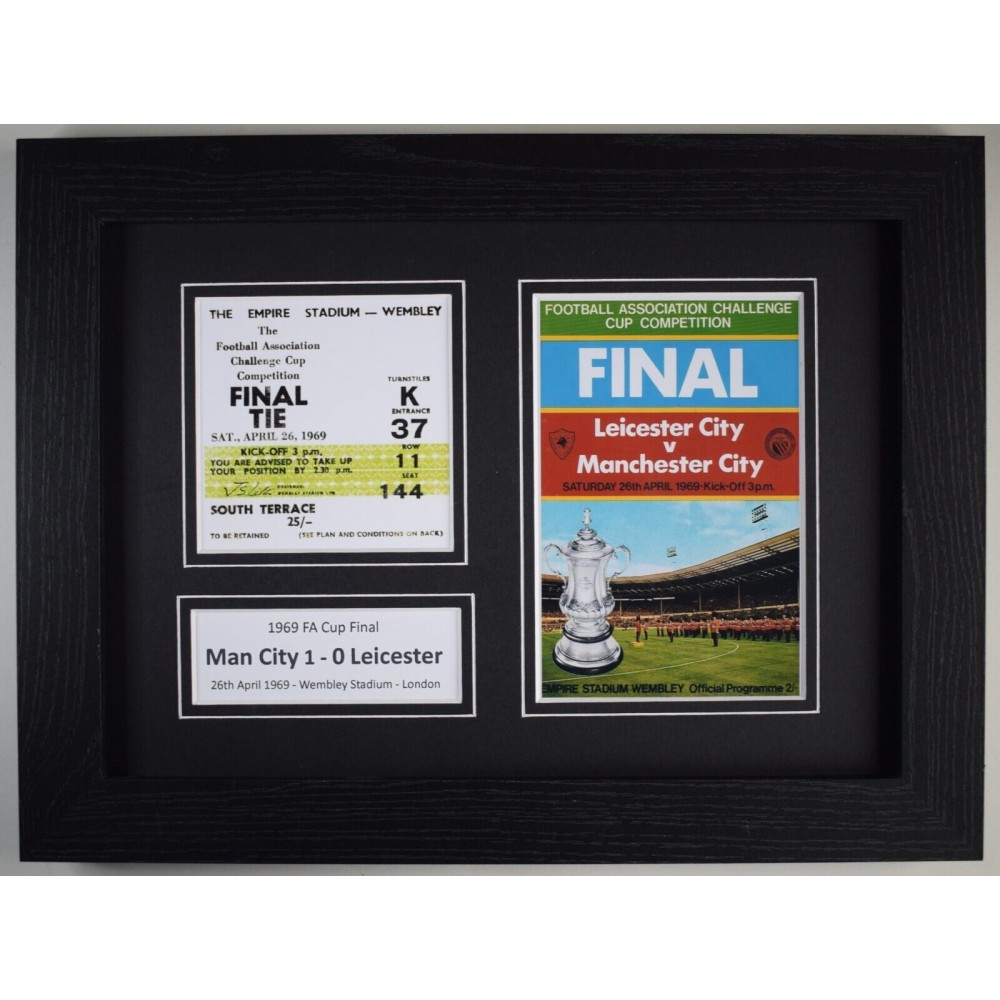 THE EMPIRE STADIUM — WEMBLEY
The
Football Association
Challenge Cup
Competition
FINAL
TIE
SAT., APRIL 26, 1969
KICK-OFF 3 p.m.
YOU ARE ADVISED TO TAKE UP
YOUR POSITION BY 2.30 p.m.
CHAIRMAN:
WEMBLEY STADIUM LTD
SOUTH TERRACE
25/-
TO BE RETAINED (SEE PLAN AND CONDITIONS ON BACK)
TURNSTILES
K
ENTRANCE
37
ROW
11
SEAT
144
1969 FA Cup Final
Man City 1 - 0 Leicester
26th April 1969 - Wembley Stadium - London
FOOTBALL ASSOCIATION CHALLENGE
CUP COMPETITION
FINAL
Leicester City
v
Manchester City
SATURDAY 26th APRIL 1969·Kick-Off 3p.m.
EMPIRE STADIUM WEMBLEY Official Programme 2/-